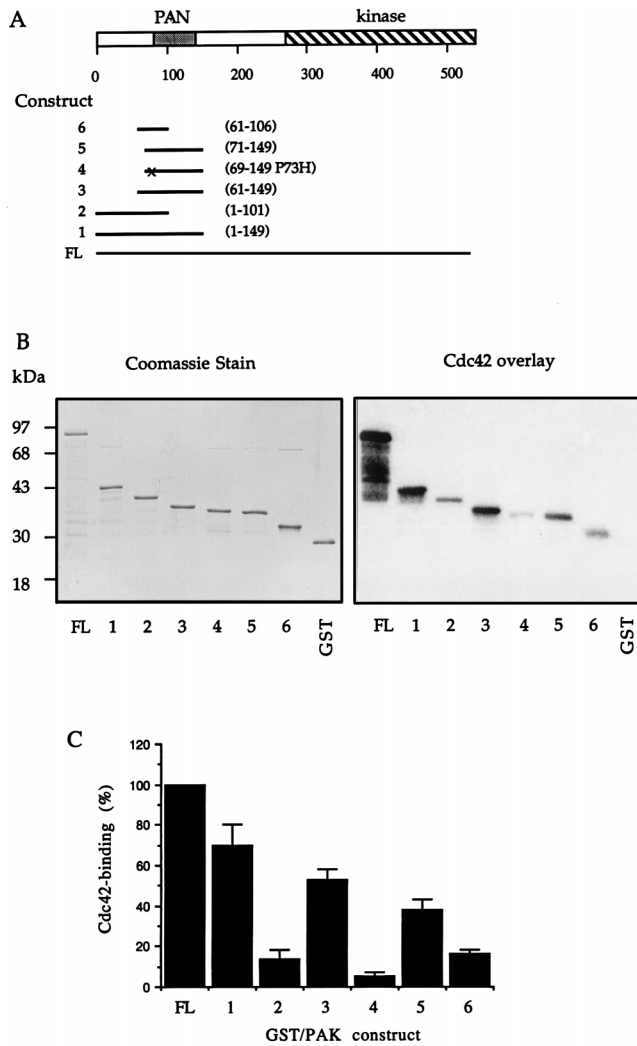 A
PAN
kinase
0 100 200 300 400 500
Construct
6 (61-106)
5 (71-149)
4 (69-149 P73H)
3 (61-149)
2 (1-101)
1 (1-149)
FL
B
Coomassie Stain
Cdc42 overlay
kDa
97
68
43
30
18
FL 1 2 3 4 5 6 GST
FL 1 2 3 4 5 6 GST
C
Cdc42-binding (%)
120
100
80
60
40
20
0
FL 1 2 3 4 5 6
GST/PAK construct